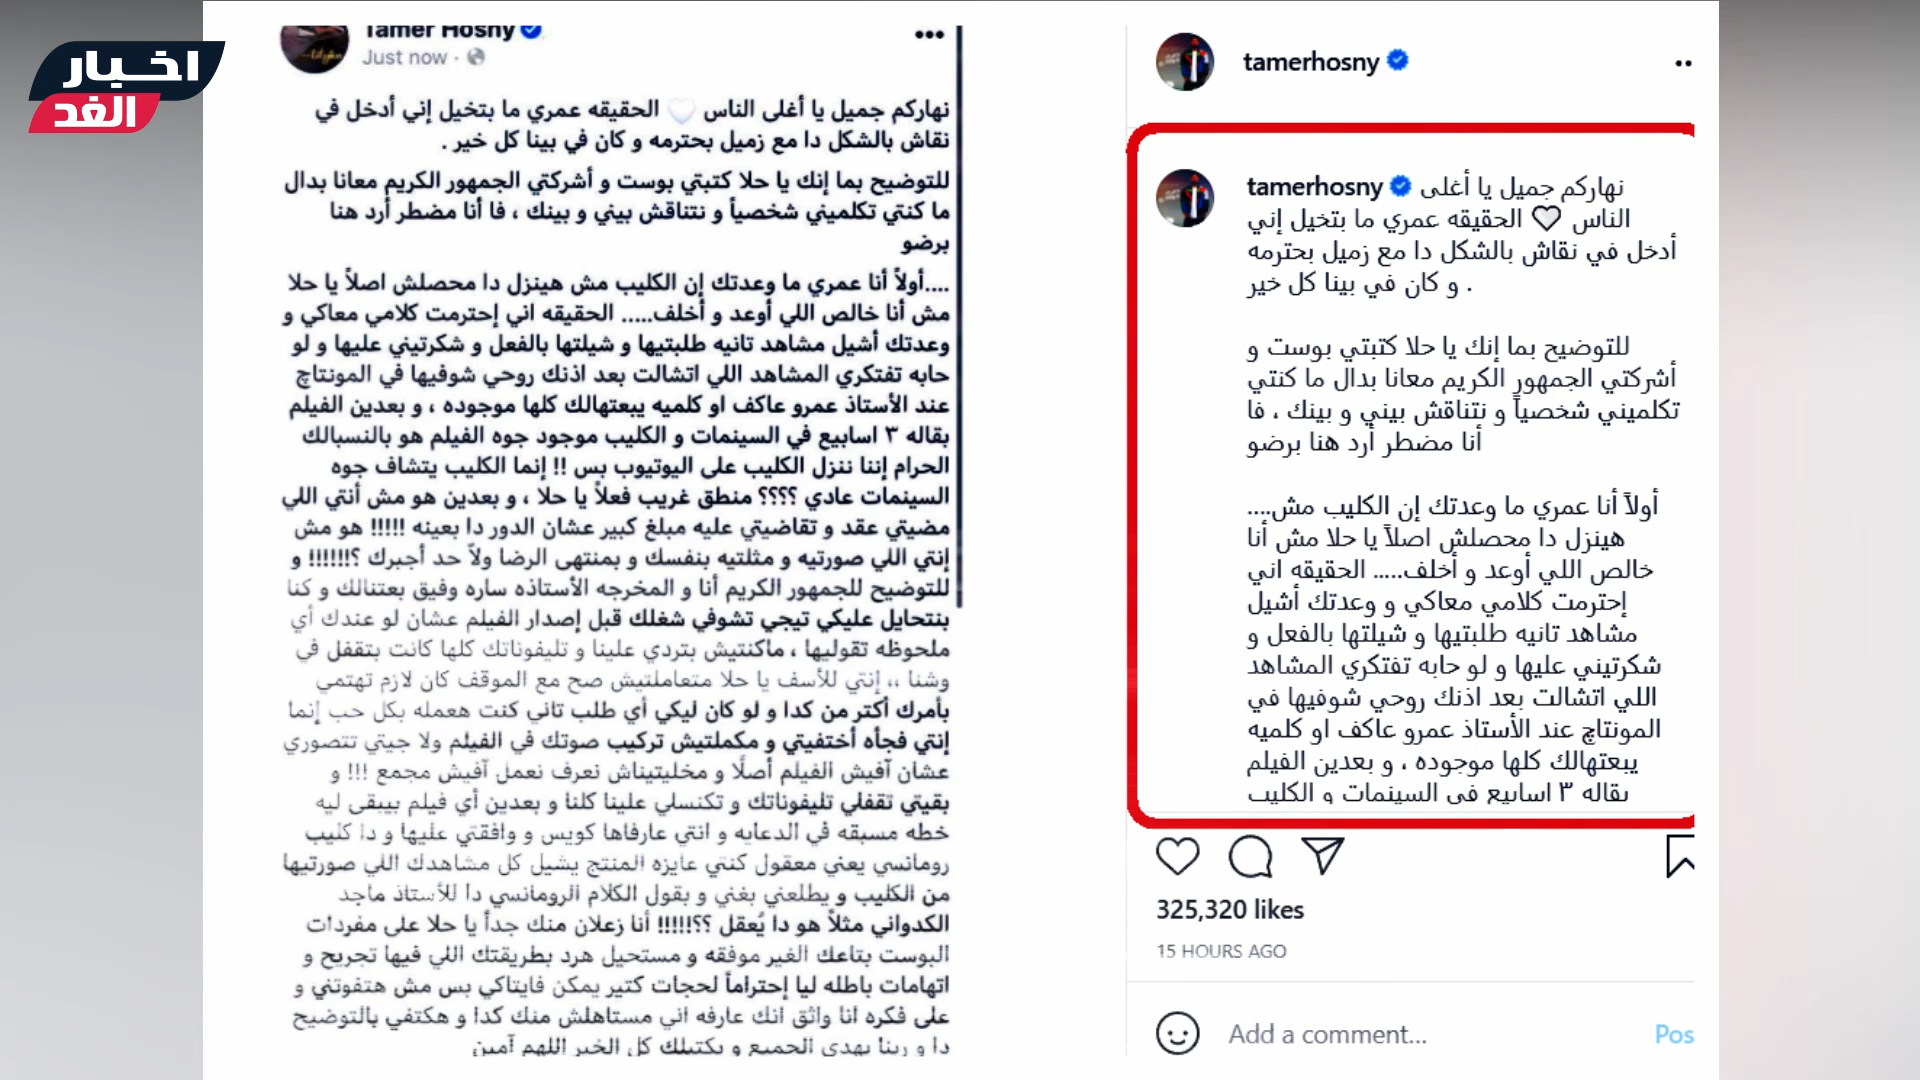 اخبار
الغد
Tamer Hosny
Just now ·
نهاركم جميل يا أغلى الناس 🤍 الحقيقه عمري ما بتخيل إني أدخل في
نقاش بالشكل دا مع زميل بحترمه و كان في بينا كل خير .
للتوضيح بما إنك يا حلا كتبتي بوست و أشركتي الجمهور الكريم معانا بدال
ما كنتي تكلميني شخصياً و نتناقش بيني و بينك ، فا أنا مضطر أرد هنا
برضو
....أولاً أنا عمري ما وعدتك إن الكليب مش هينزل دا محصلش اصلاً يا حلا
مش أنا خالص اللي أوعد و أخلف..... الحقيقه اني إحترمت كلامي معاكي و
وعدتك أشيل مشاهد تانيه طلبتيها و شيلتها بالفعل و شكرتيني عليها و لو
حابه تفتكري المشاهد اللي اتشالت بعد اذنك روحي شوفيها في المونتاچ
عند الأستاذ عمرو عاكف او كلميه يبعتهالك كلها موجوده ، و بعدين الفيلم
بقاله ٣ اسابيع في السينمات و الكليب موجود جوه الفيلم هو بالنسبالك
الحرام إننا ننزل الكليب على اليوتيوب بس !! إنما الكليب يتشاف جوه
السينمات عادي ؟؟؟؟ منطق غريب فعلاً يا حلا ، و بعدين هو مش أنتي اللي
مضيتي عقد و تقاضيتي عليه مبلغ كبير عشان الدور دا بعينه !!!!! هو مش
إنتي اللي صورتيه و مثلتيه بنفسك و بمنتهى الرضا ولاّ حد أجبرك ؟!!!!!! و
للتوضيح للجمهور الكريم أنا و المخرجه الأستاذه ساره وفيق بعتنالك و كنا
بنتحايل عليكي تيجي تشوفي شغلك قبل إصدار الفيلم عشان لو عندك أي
ملحوظه تقوليها ، ماكنتيش بتردي علينا و تليفوناتك كلها كانت بتقفل في
وشنا ،، إنتي للأسف يا حلا متعاملتيش صح مع الموقف كان لازم تهتمي
بأمرك أكتر من كدا و لو كان ليكي أي طلب تاني كنت هعمله بكل حب إنما
إنتي فجأه أختفيتي و مكملتيش تركيب صوتك في الفيلم ولا جيتي تتصوري
عشان آفيش الفيلم أصلًا و مخليتيناش نعرف نعمل آفيش مجمع !!! و
بقيتي تقفلي تليفوناتك و تكنسلي علينا كلنا و بعدين أي فيلم بيبقى ليه
خطه مسبقه في الدعايه و انتي عارفاها كويس و وافقتي عليها و دا كليب
رومانسي يعني معقول كنتي عايزه المنتج يشيل كل مشاهدك اللي صورتيها
من الكليب و يطلعني بغني و بقول الكلام الرومانسي دا للأستاذ ماجد
الكدواني مثلاً هو دا يُعقل ؟؟!!!!! أنا زعلان منك جداً يا حلا على مفردات
البوست بتاعك الغير موفقه و مستحيل هرد بطريقتك اللي فيها تجريح و
اتهامات باطله ليا إحتراماً لحجات كتير يمكن فايتاكي بس مش هتفوتني و
على فكره انا واثق انك عارفه اني مستاهلش منك كدا و هكتفي بالتوضيح
دا و ربنا يهدي الجميع و يكتبلك كل الخير اللهم آمين
tamerhosny
tamerhosny نهاركم جميل يا أغلى
الناس 🤍 الحقيقه عمري ما بتخيل إني
أدخل في نقاش بالشكل دا مع زميل بحترمه
و كان في بينا كل خير .
للتوضيح بما إنك يا حلا كتبتي بوست و
أشركتي الجمهور الكريم معانا بدال ما كنتي
تكلميني شخصياً و نتناقش بيني و بينك ، فا
أنا مضطر أرد هنا برضو
....أولاً أنا عمري ما وعدتك إن الكليب مش
هينزل دا محصلش اصلاً يا حلا مش أنا
خالص اللي أوعد و أخلف..... الحقيقه اني
إحترمت كلامي معاكي و وعدتك أشيل
مشاهد تانيه طلبتيها و شيلتها بالفعل و
شكرتيني عليها و لو حابه تفتكري المشاهد
اللي اتشالت بعد اذنك روحي شوفيها في
المونتاچ عند الأستاذ عمرو عاكف او كلميه
يبعتهالك كلها موجوده ، و بعدين الفيلم
بقاله ٣ اسابيع في السينمات و الكليب
325,320 likes
15 HOURS AGO
Add a comment...
Pos